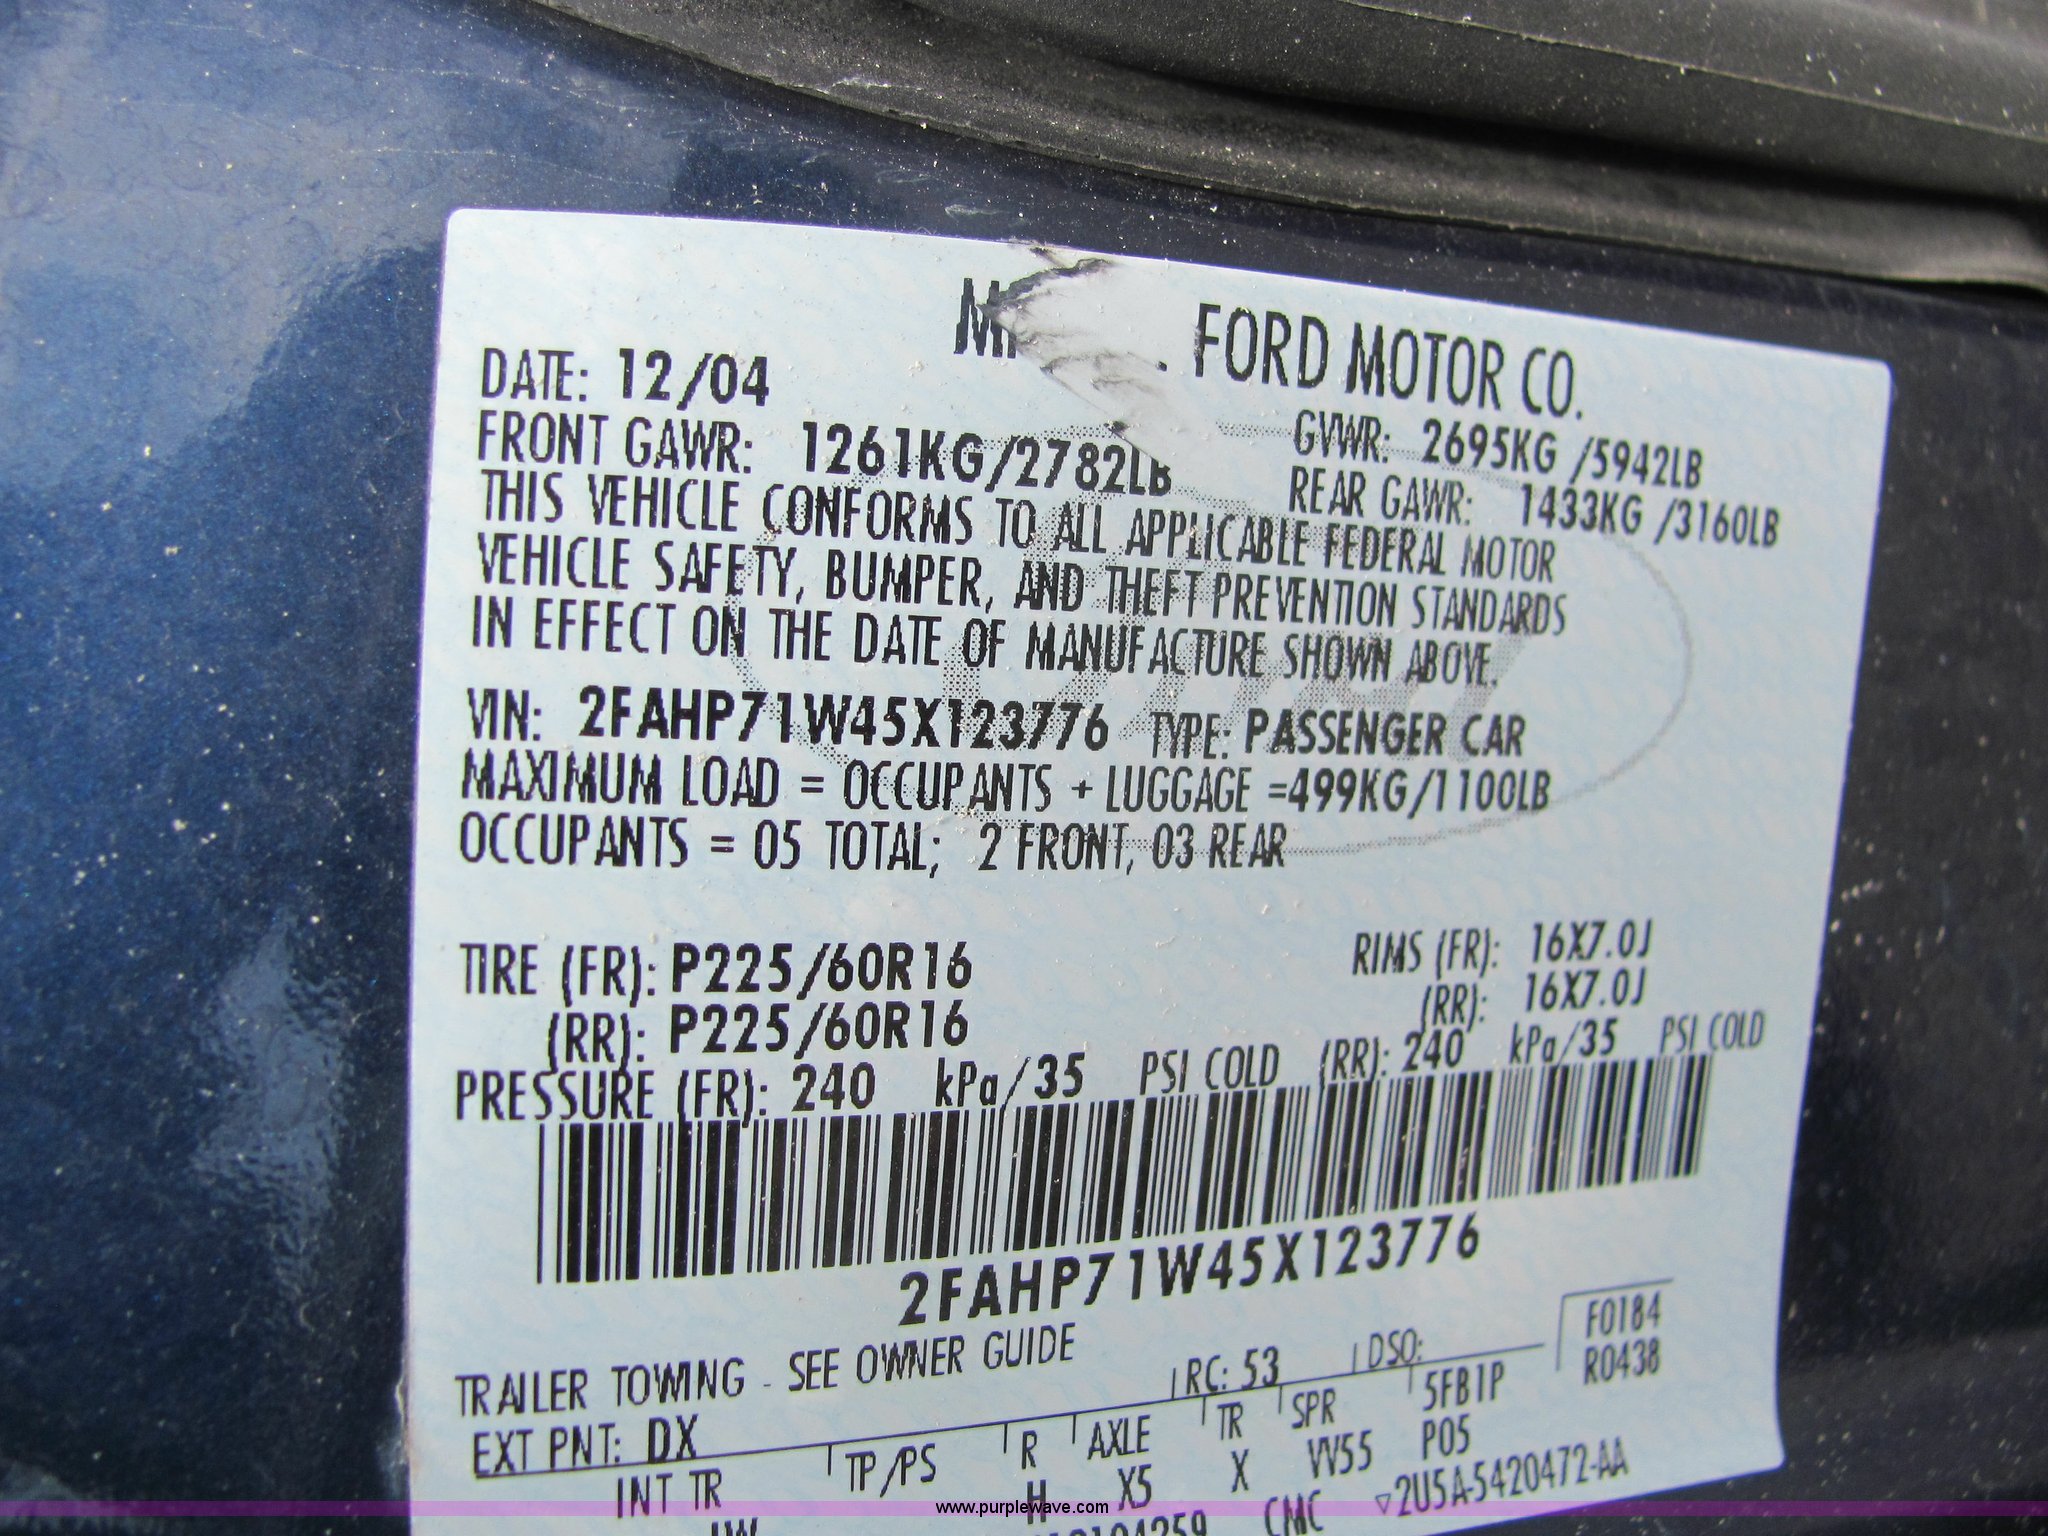 FORD MOTOR CO.
DATE: 12/04
GVWR: 2695KG /5942LB
FRONT GAWR: 1261KG/2782LB
REAR GAWR: 1433KG /3160LB
THIS VEHICLE CONFORMS TO ALL APPLICABLE FEDERAL MOTOR
VEHICLE SAFETY, BUMPER, AND THEFT PREVENTION STANDARDS
IN EFFECT ON THE DATE OF MANUFACTURE SHOWN ABOVE.
VIN: 2FAHP71W45X123776 TYPE: PASSENGER CAR
MAXIMUM LOAD = OCCUPANTS + LUGGAGE =499KG/1100LB
OCCUPANTS = 05 TOTAL; 2 FRONT, 03 REAR
TIRE (FR): P225/60R16 RIMS (FR): 16X7.0J
(RR): P225/60R16 (RR): 16X7.0J
PRESSURE (FR): 240 kPa/35 PSI COLD (RR): 240 kPa/35 PSI COLD
2FAHP71W45X123776
F0184
R0438
TRAILER TOWING - SEE OWNER GUIDE
EXT PNT: DX RC: 53 DSO:
INT TR TP/PS R AXLE TR SPR 5FB1P
H X5 X VV55 P05
CMC ▽2U5A-5420472-AA
www.purplewave.com